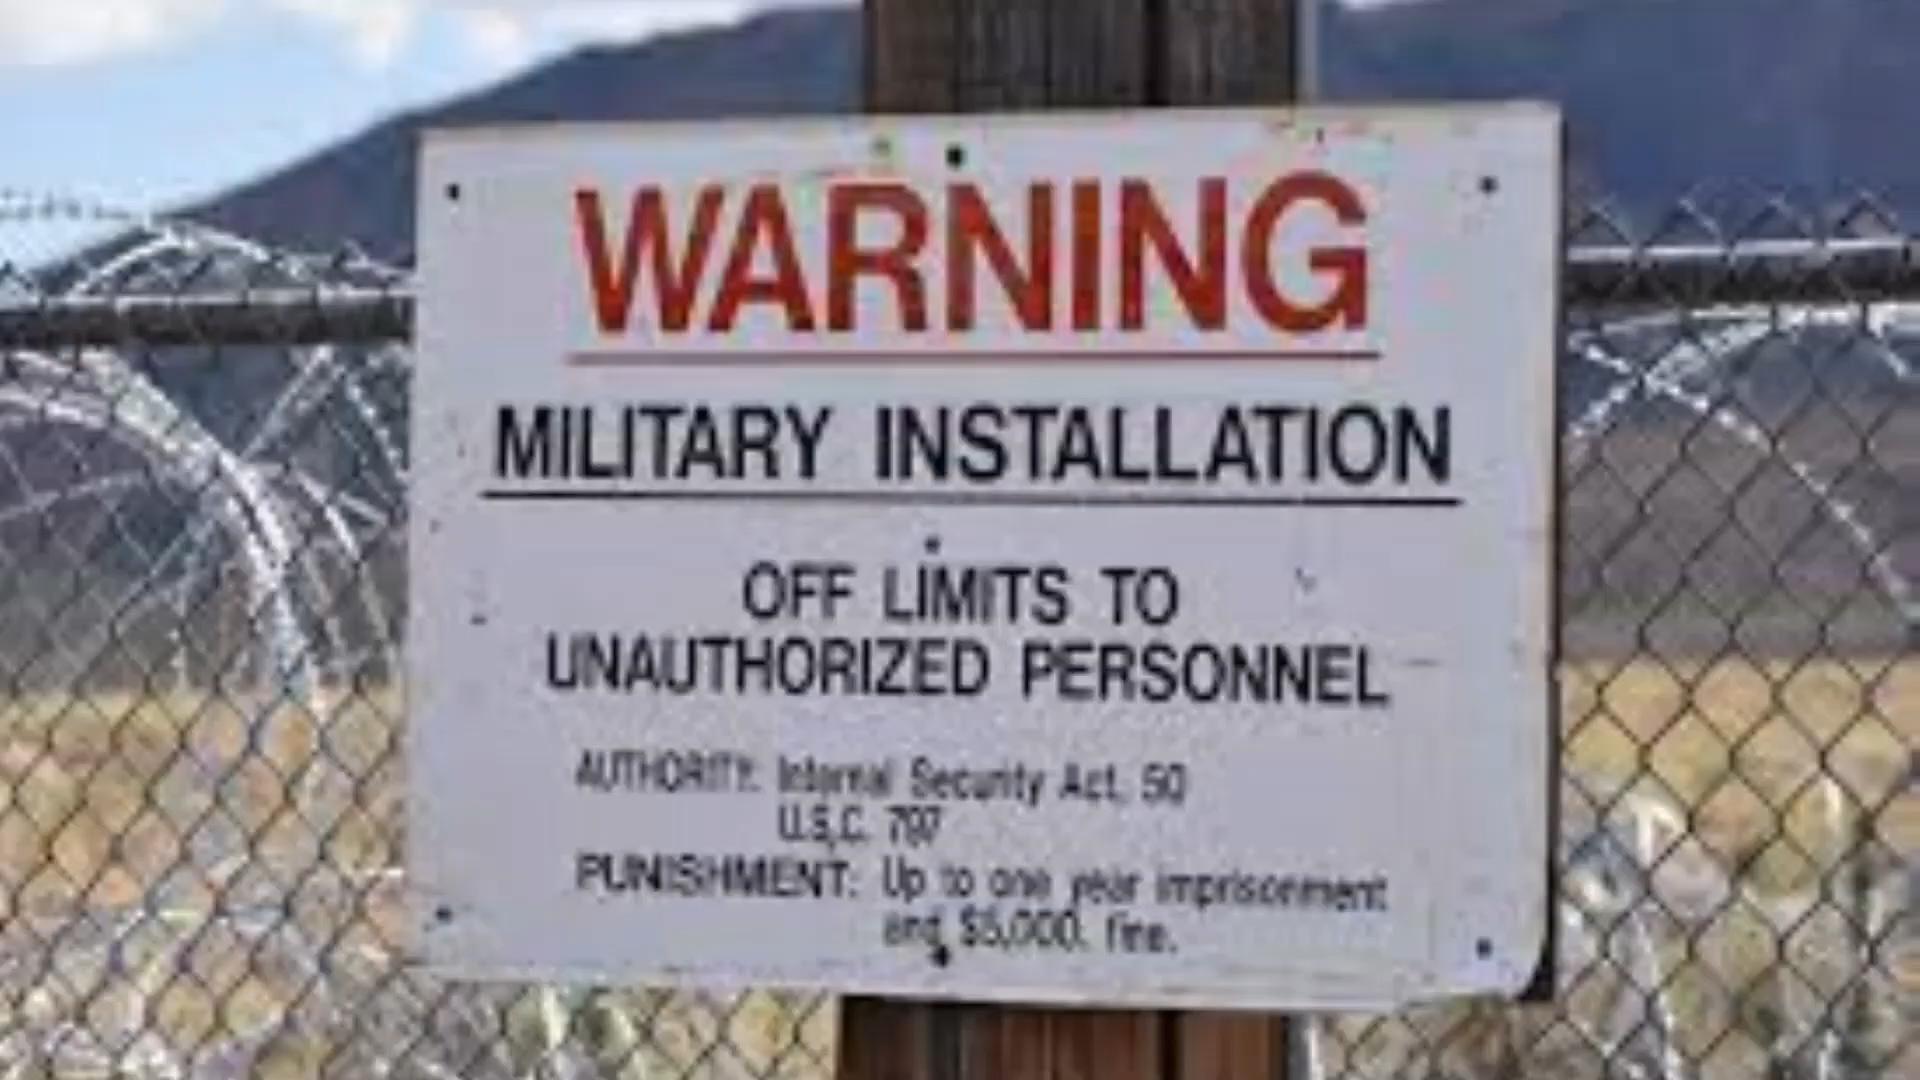 WARNING
MILITARY INSTALLATION
OFF LIMITS TO
UNAUTHORIZED PERSONNEL
AUTHORITY: Internal Security Act, 50
U.S.C. 797
PUNISHMENT: Up to one year imprisonment
and $5,000. fine.